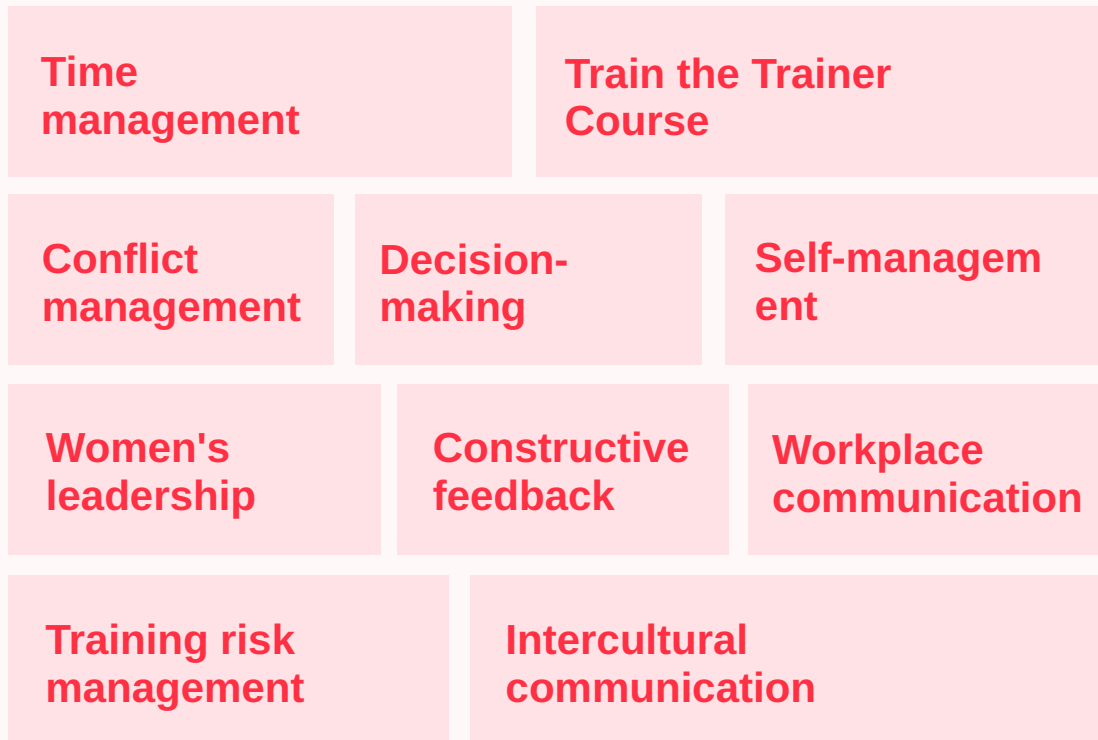 Time
management
Train the Trainer
Course
Conflict
management
Decision-
making
Self-managem
ent
Women's
leadership
Constructive
feedback
Workplace
communication
Training risk
management
Intercultural
communication